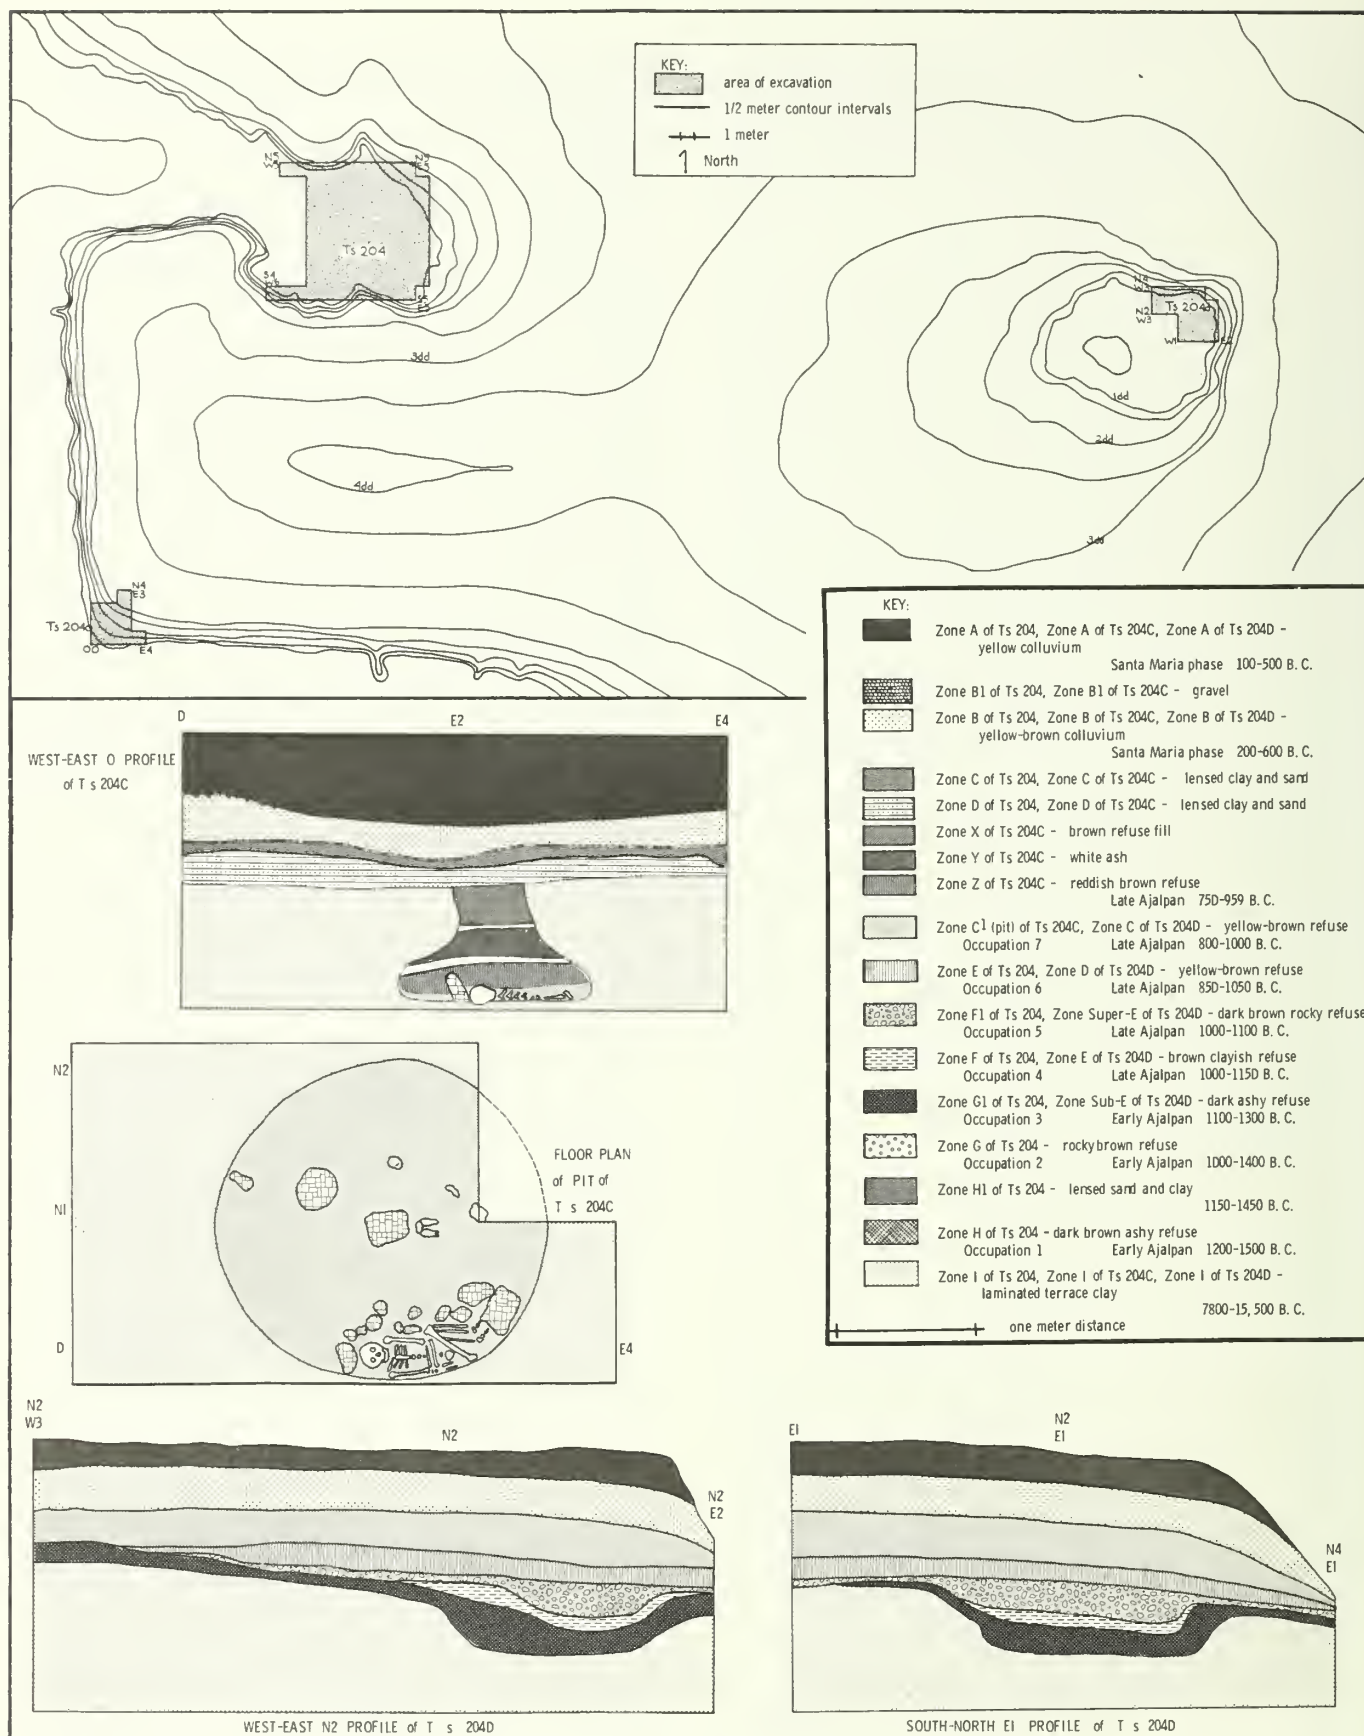 KEY:
area of excavation
1/2 meter contour intervals
1 meter
North
N5
W5
N5
E5
Ts 204
S4
W6
S5
E5
N4
W3
N2
W3
Ts 204d
W1
E2
1dd
2dd
3dd
3dd
4dd
N4
E3
Ts 204c
OO
E4
KEY:
Zone A of Ts 204, Zone A of Ts 204C, Zone A of Ts 204D -
yellow colluvium
Santa Maria phase 100-500 B. C.
Zone B1 of Ts 204, Zone B1 of Ts 204C - gravel
Zone B of Ts 204, Zone B of Ts 204C, Zone B of Ts 204D -
yellow-brown colluvium
Santa Maria phase 200-600 B. C.
Zone C of Ts 204, Zone C of Ts 204C - lensed clay and sand
Zone D of Ts 204, Zone D of Ts 204C - lensed clay and sand
Zone X of Ts 204C - brown refuse fill
Zone Y of Ts 204C - white ash
Zone Z of Ts 204C - reddish brown refuse
Late Ajalpan 75D-959 B. C.
Zone C1 (pit) of Ts 204C, Zone C of Ts 204D - yellow-brown refuse
Occupation 7 Late Ajalpan 800-1000 B. C.
Zone E of Ts 204, Zone D of Ts 204D - yellow-brown refuse
Occupation 6 Late Ajalpan 85D-1050 B. C.
Zone F1 of Ts 204, Zone Super-E of Ts 204D - dark brown rocky refuse
Occupation 5 Late Ajalpan 1000-1100 B. C.
Zone F of Ts 204, Zone E of Ts 204D - brown clayish refuse
Occupation 4 Late Ajalpan 1000-115D B. C.
Zone G1 of Ts 204, Zone Sub-E of Ts 204D - dark ashy refuse
Occupation 3 Early Ajalpan 1100-1300 B. C.
Zone G of Ts 204 - rocky brown refuse
Occupation 2 Early Ajalpan 1D00-1400 B. C.
Zone H1 of Ts 204 - lensed sand and clay
1150-1450 B. C.
Zone H of Ts 204 - dark brown ashy refuse
Occupation 1 Early Ajalpan 1200-1500 B. C.
Zone I of Ts 204, Zone I of Ts 204C, Zone I of Ts 204D -
laminated terrace clay
7800-15,500 B. C.
one meter distance
D
E2
E4
WEST-EAST O PROFILE
of T s 204C
N2
N1
D
E4
FLOOR PLAN
of PIT of
T s 204C
N2
W3
N2
N2
E2
WEST-EAST N2 PROFILE of T s 204D
E1
N2
E1
N4
E1
SOUTH-NORTH E1 PROFILE of T s 204D